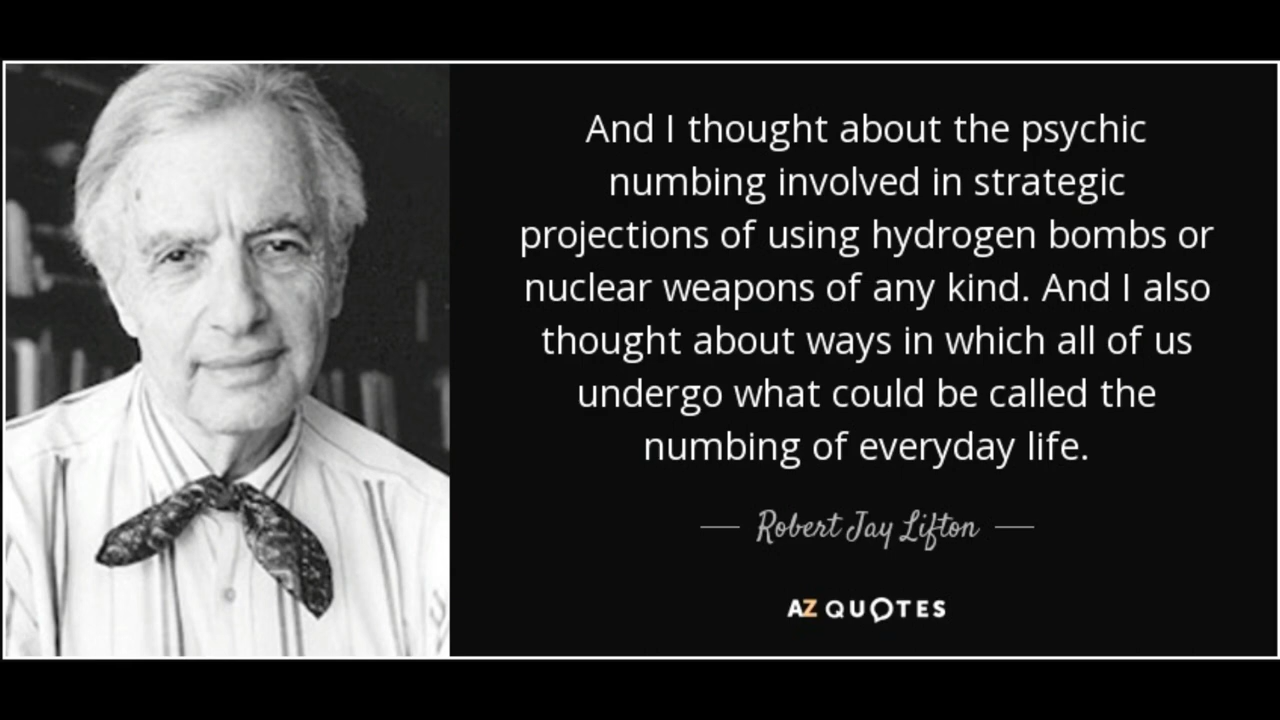 And I thought about the psychic
numbing involved in strategic
projections of using hydrogen bombs or
nuclear weapons of any kind. And I also
thought about ways in which all of us
undergo what could be called the
numbing of everyday life.
Robert Jay Lifton
AZ QUOTES